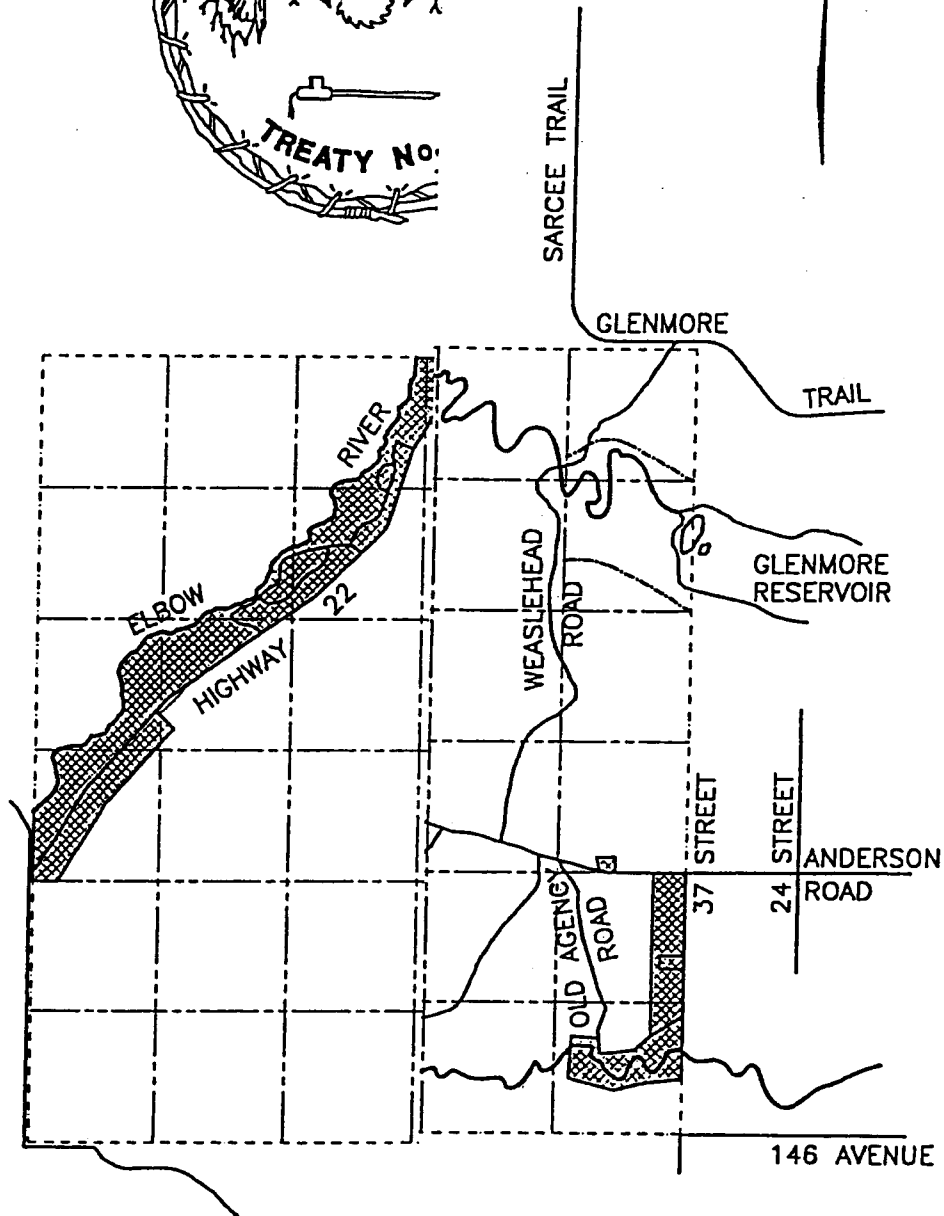 TREATY No.
SARCEE TRAIL
GLENMORE
TRAIL
RIVER
ELBOW
22
HIGHWAY
WEASLEHEAD
ROAD
GLENMORE
RESERVOIR
37 STREET
24 STREET
ANDERSON
ROAD
OLD AGENCY
ROAD
146 AVENUE